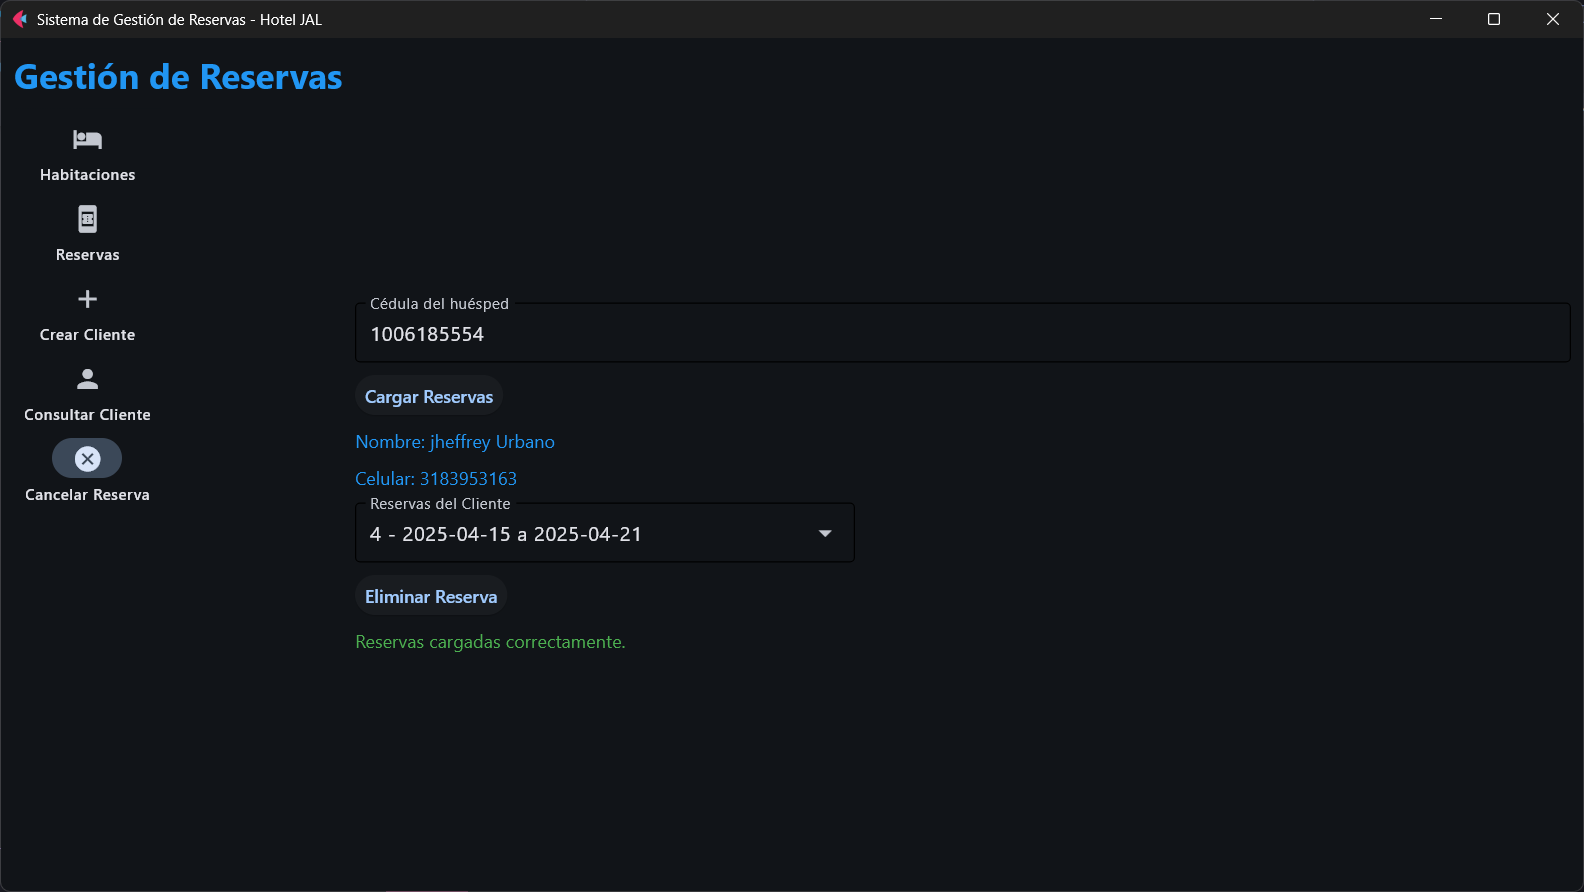 Sistema de Gestión de Reservas - Hotel JAL
Gestión de Reservas
Habitaciones
Reservas
Crear Cliente
Consultar Cliente
Cancelar Reserva
Cédula del huésped
1006185554
Cargar Reservas
Nombre: jheffrey Urbano
Celular: 3183953163
Reservas del Cliente
4 - 2025-04-15 a 2025-04-21
Eliminar Reserva
Reservas cargadas correctamente.